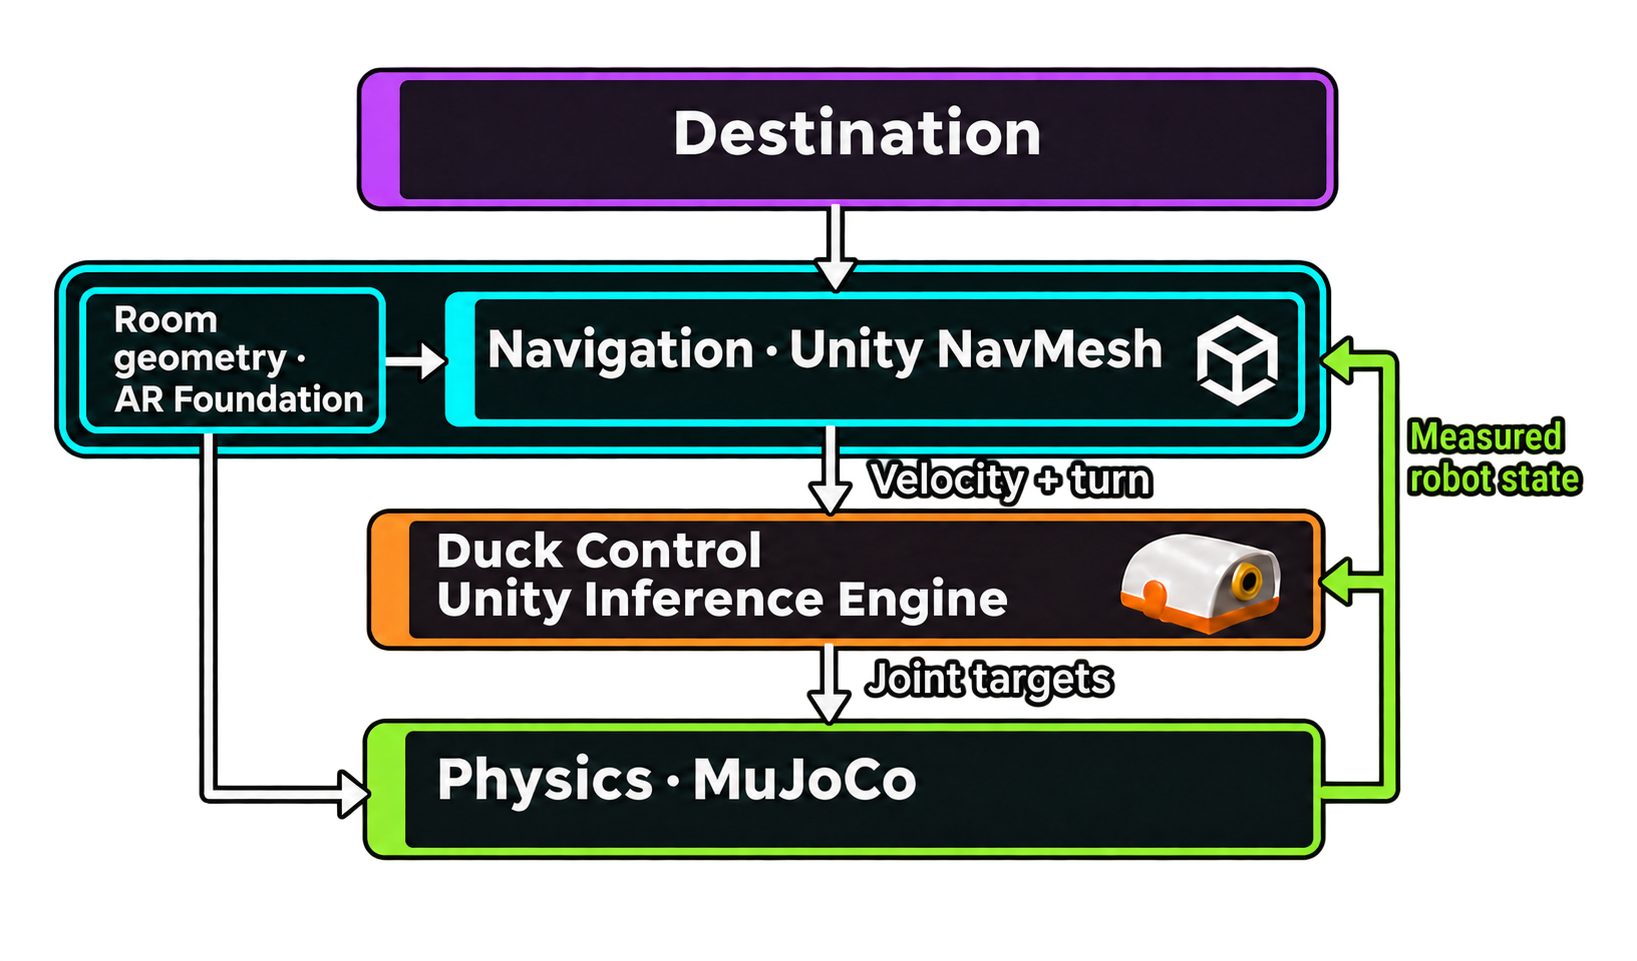 Destination
Room
geometry ·
AR Foundation
Navigation · Unity NavMesh
Measured
robot state
Velocity + turn
Duck Control
Unity Inference Engine
Joint targets
Physics · MuJoCo